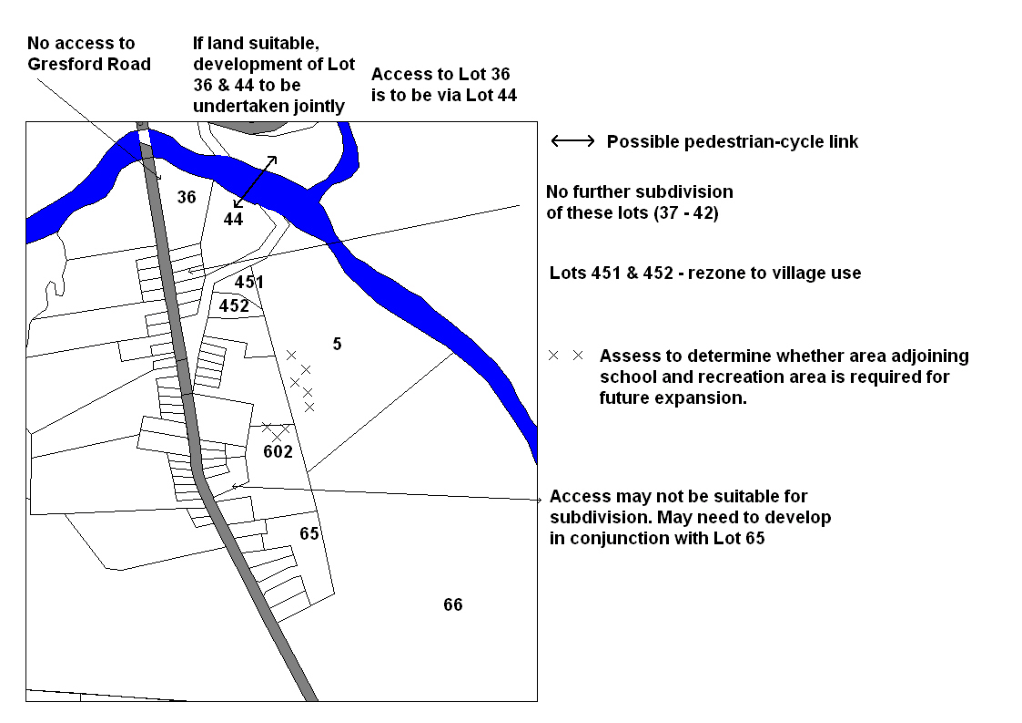 No access to
Gresford Road
If land suitable,
development of Lot
36 & 44 to be
undertaken jointly
Access to Lot 36
is to be via Lot 44
Possible pedestrian-cycle link
No further subdivision
of these lots (37 - 42)
Lots 451 & 452 - rezone to village use
Assess to determine whether area adjoining
school and recreation area is required for
future expansion.
Access may not be suitable for
subdivision. May need to develop
in conjunction with Lot 65
36
44
451
452
5
602
65
66